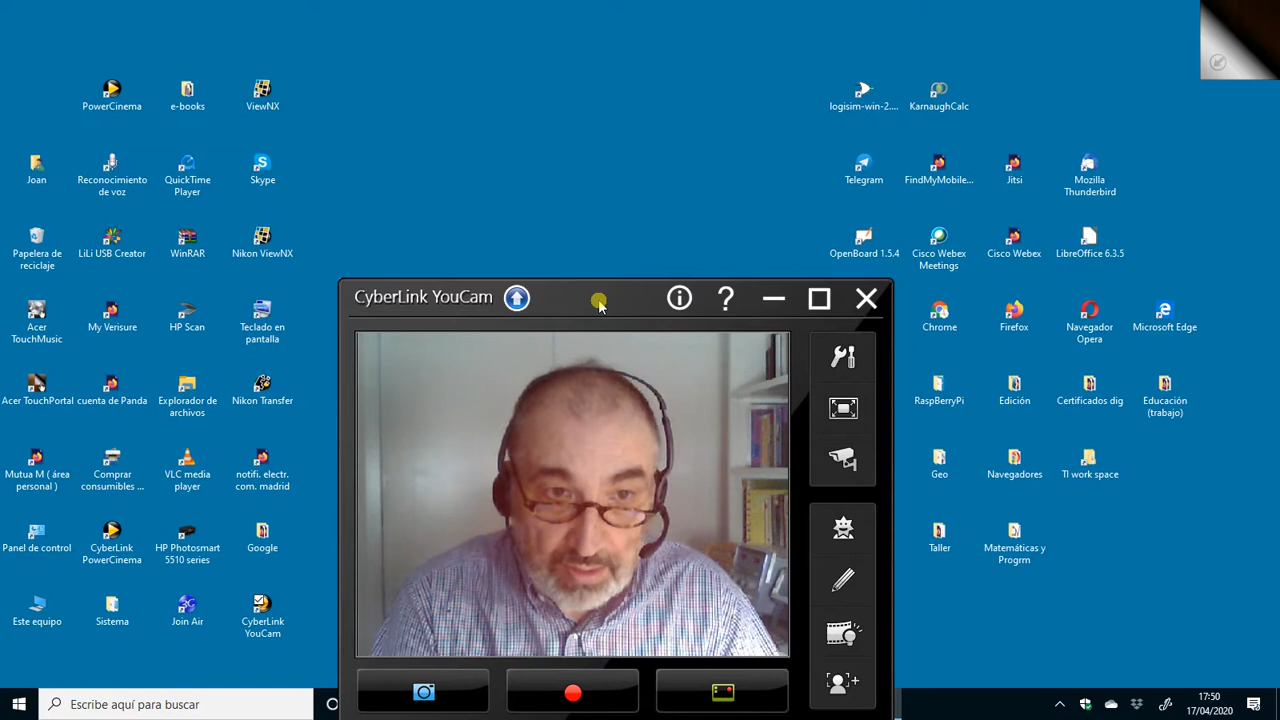 PowerCinema
e-books
ViewNX
logisim-win-2....
KarnaughCalc
Joan
Reconocimiento
de voz
QuickTime
Player
Skype
Telegram
FindMyMobile...
Jitsi
Mozilla
Thunderbird
Papelera de
reciclaje
LiLi USB Creator
WinRAR
Nikon ViewNX
OpenBoard 1.5.4
Cisco Webex
Meetings
Cisco Webex
LibreOffice 6.3.5
CyberLink YouCam
Acer
TouchMusic
My Verisure
HP Scan
Teclado en
pantalla
Chrome
Firefox
Navegador
Opera
Microsoft Edge
Acer TouchPortal
cuenta de Panda
Explorador de
archivos
Nikon Transfer
RaspBerryPi
Edición
Certificados dig
Educación
(trabajo)
Mutua M ( área
personal )
Comprar
consumibles ...
VLC media
player
notifi. electr.
com. madrid
Geo
Navegadores
TI work space
Panel de control
CyberLink
PowerCinema
HP Photosmart
5510 series
Google
Taller
Matemáticas y
Progrm
Este equipo
Sistema
Join Air
CyberLink
YouCam
Escribe aquí para buscar
17:50
17/04/2020